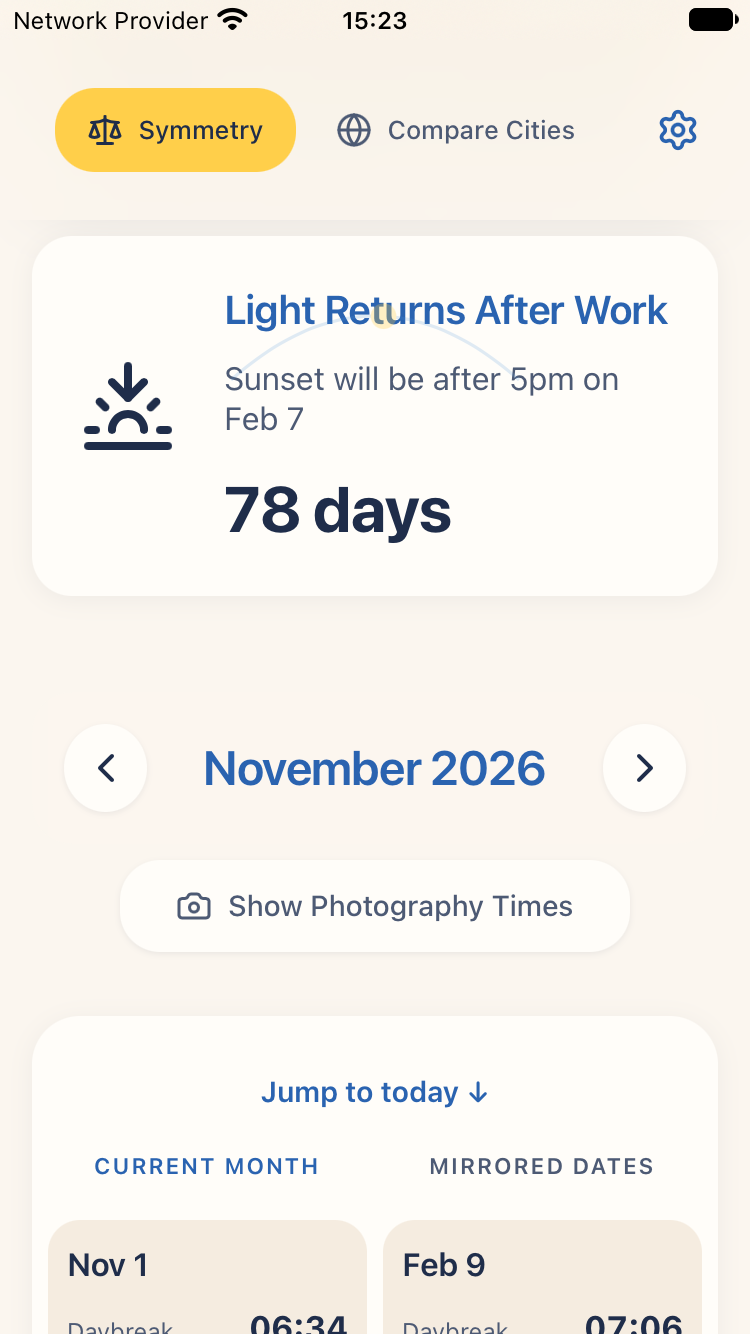 Network Provider 15:23
Symmetry Compare Cities
Light Returns After Work
Sunset will be after 5pm on
Feb 7
78 days
November 2026
Show Photography Times
Jump to today ↓
CURRENT MONTH MIRRORED DATES
Nov 1 Feb 9
Daybreak 06:34 Daybreak 07:06